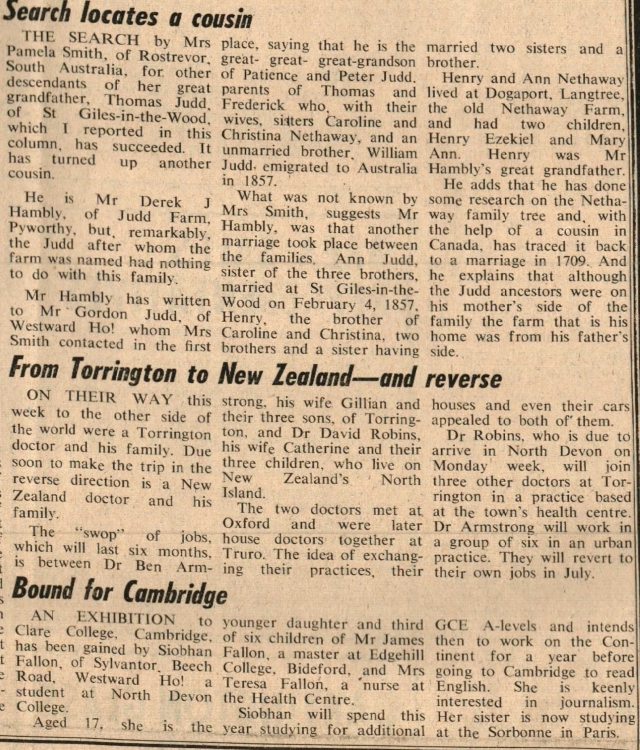 Search locates a cousin
THE SEARCH by Mrs
Pamela Smith, of Rostrevor,
South Australia, for other
descendants of her great
grandfather, Thomas Judd,
of St Giles-in-the-Wood,
which I reported in this
column, has succeeded. It
has turned up another
cousin.
He is Mr Derek J
Hambly, of Judd Farm,
Pyworthy, but, remarkably,
the Judd after whom the
farm was named had nothing
to do with this family.
Mr Hambly has written
to Mr Gordon Judd, of
Westward Ho! whom Mrs
Smith contacted in the first
place, saying that he is the
great- great- great-grandson
of Patience and Peter Judd,
parents of Thomas and
Frederick who, with their
wives, sisters Caroline and
Christina Nethaway, and an
unmarried brother, William
Judd, emigrated to Australia
in 1857.
What was not known by
Mrs Smith, suggests Mr
Hambly, was that another
marriage took place between
the families. Ann Judd,
sister of the three brothers,
married at St Giles-in-the-
Wood on February 4, 1857,
Henry, the brother of
Caroline and Christina, two
brothers and a sister having
married two sisters and a
brother.
Henry and Ann Nethaway
lived at Dogaport, Langtree,
the old Nethaway Farm,
and had two children,
Henry Ezekiel and Mary
Ann. Henry was Mr
Hambly's great grandfather.
He adds that he has done
some research on the Netha-
way family tree and, with
the help of a cousin in
Canada, has traced it back
to a marriage in 1709. And
he explains that although
the Judd ancestors were on
his mother's side of the
family the farm that is his
home was from his father's
side.
From Torrington to New Zealand—and reverse
ON THEIR WAY this
week to the other side of
the world were a Torrington
doctor and his family. Due
soon to make the trip in the
reverse direction is a New
Zealand doctor and his
family.
The "swop" of jobs,
which will last six months,
is between Dr Ben Arm-
strong, his wife Gillian and
their three sons, of Torring-
ton, and Dr David Robins,
his wife Catherine and their
three children, who live on
New Zealand's North
Island.
The two doctors met at
Oxford and were later
house doctors together at
Truro. The idea of exchang-
ing their practices, their
houses and even their cars
appealed to both of them.
Dr Robins, who is due to
arrive in North Devon on
Monday week, will join
three other doctors at Tor-
rington in a practice based
at the town's health centre.
Dr Armstrong will work in
a group of six in an urban
practice. They will revert to
their own jobs in July.
Bound for Cambridge
AN EXHIBITION to
Clare College, Cambridge,
has been gained by Siobhan
Fallon, of Sylvantor, Beech
Road, Westward Ho! a
student at North Devon
College.
Aged 17, she is the
younger daughter and third
of six children of Mr James
Fallon, a master at Edgehill
College, Bideford, and Mrs
Teresa Fallon, a nurse at
the Health Centre.
Siobhan will spend this
year studying for additional
GCE A-levels and intends
then to work on the Con-
tinent for a year before
going to Cambridge to read
English. She is keenly
interested in journalism.
Her sister is now studying
at the Sorbonne in Paris.